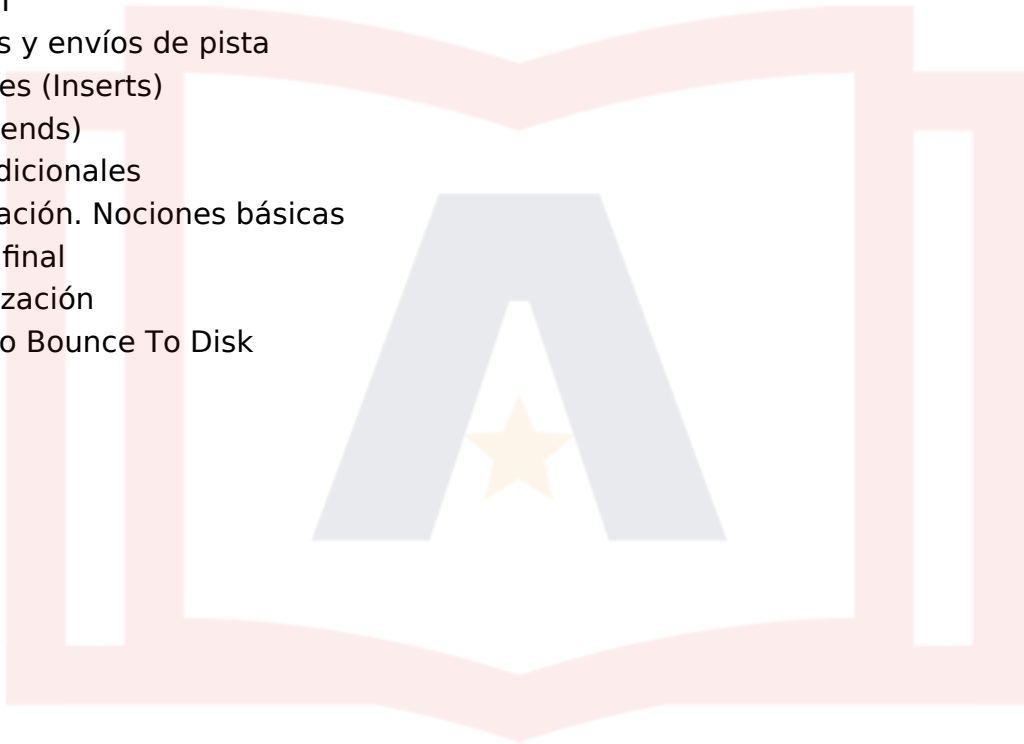 s y envíos de pista
es (Inserts)
ends)
dicionales
ación. Nociones básicas
final
zación
o Bounce To Disk